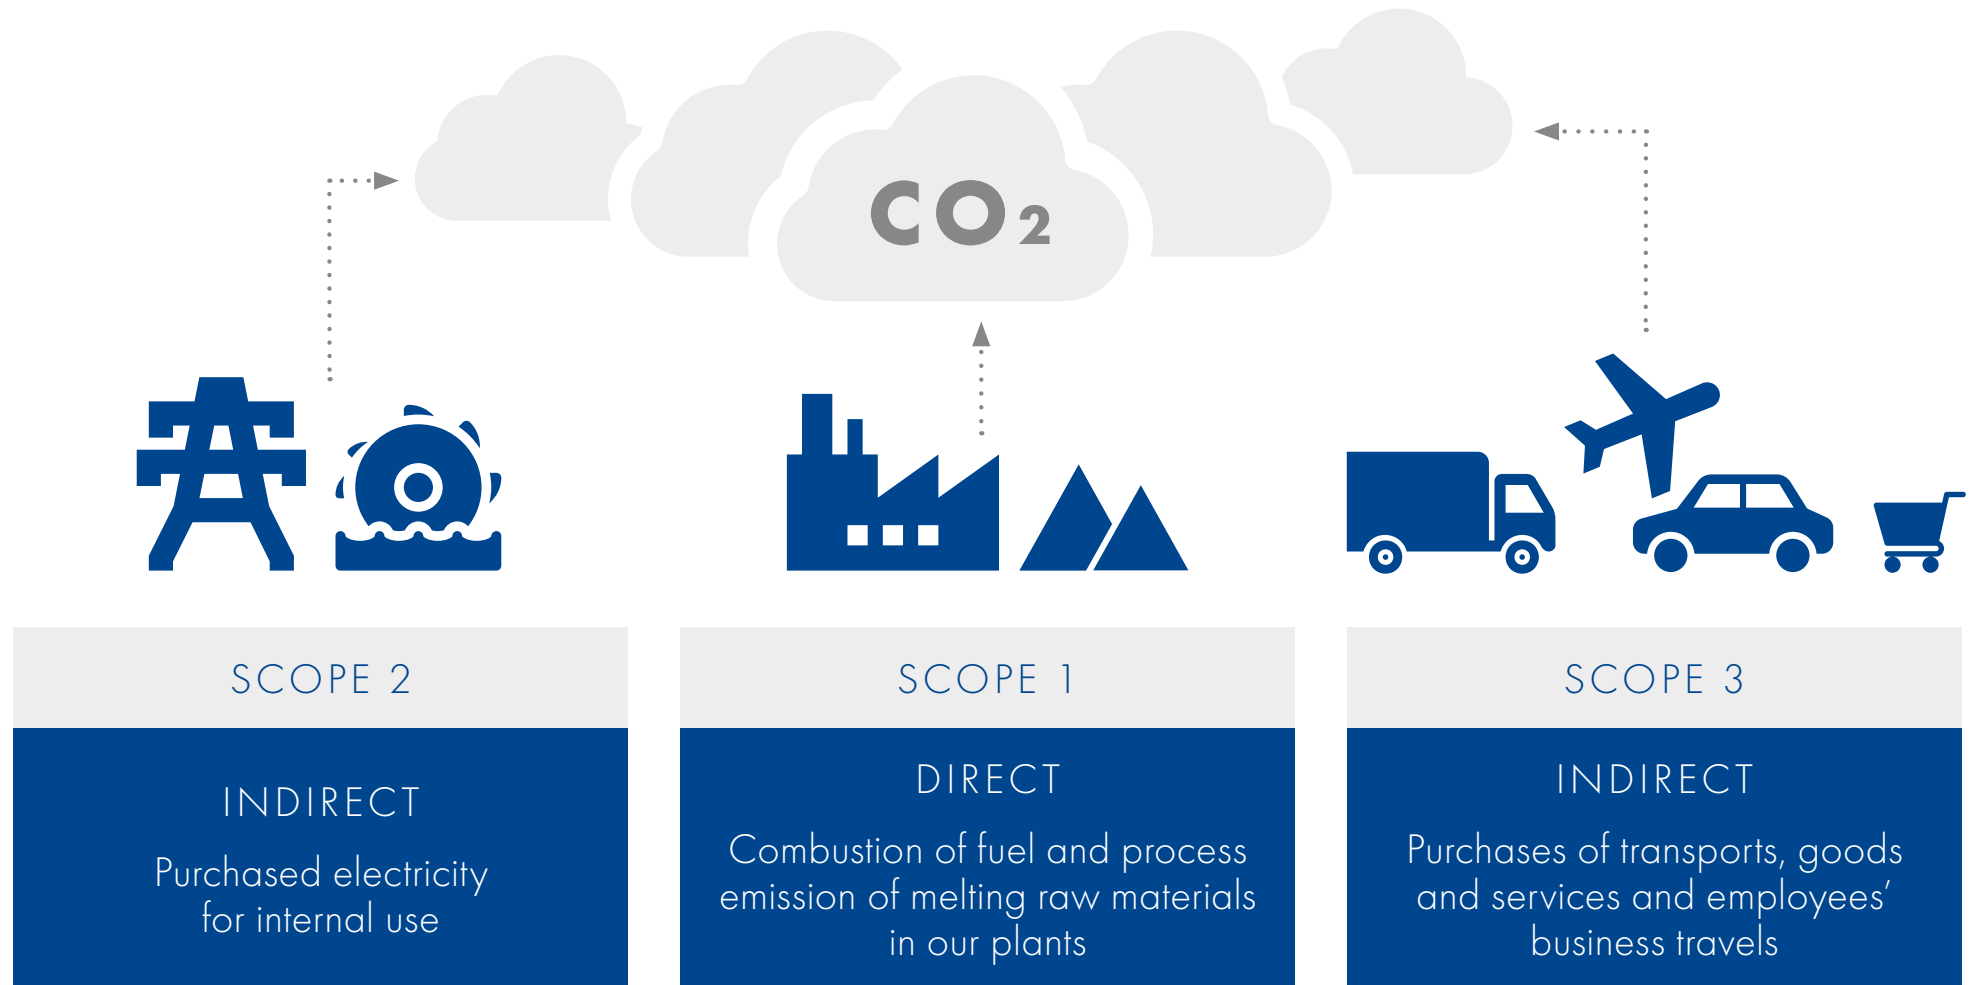 CO₂
SCOPE 2
INDIRECT
Purchased electricity
for internal use
SCOPE 1
DIRECT
Combustion of fuel and process
emission of melting raw materials
in our plants
SCOPE 3
INDIRECT
Purchases of transports, goods
and services and employees’
business travels